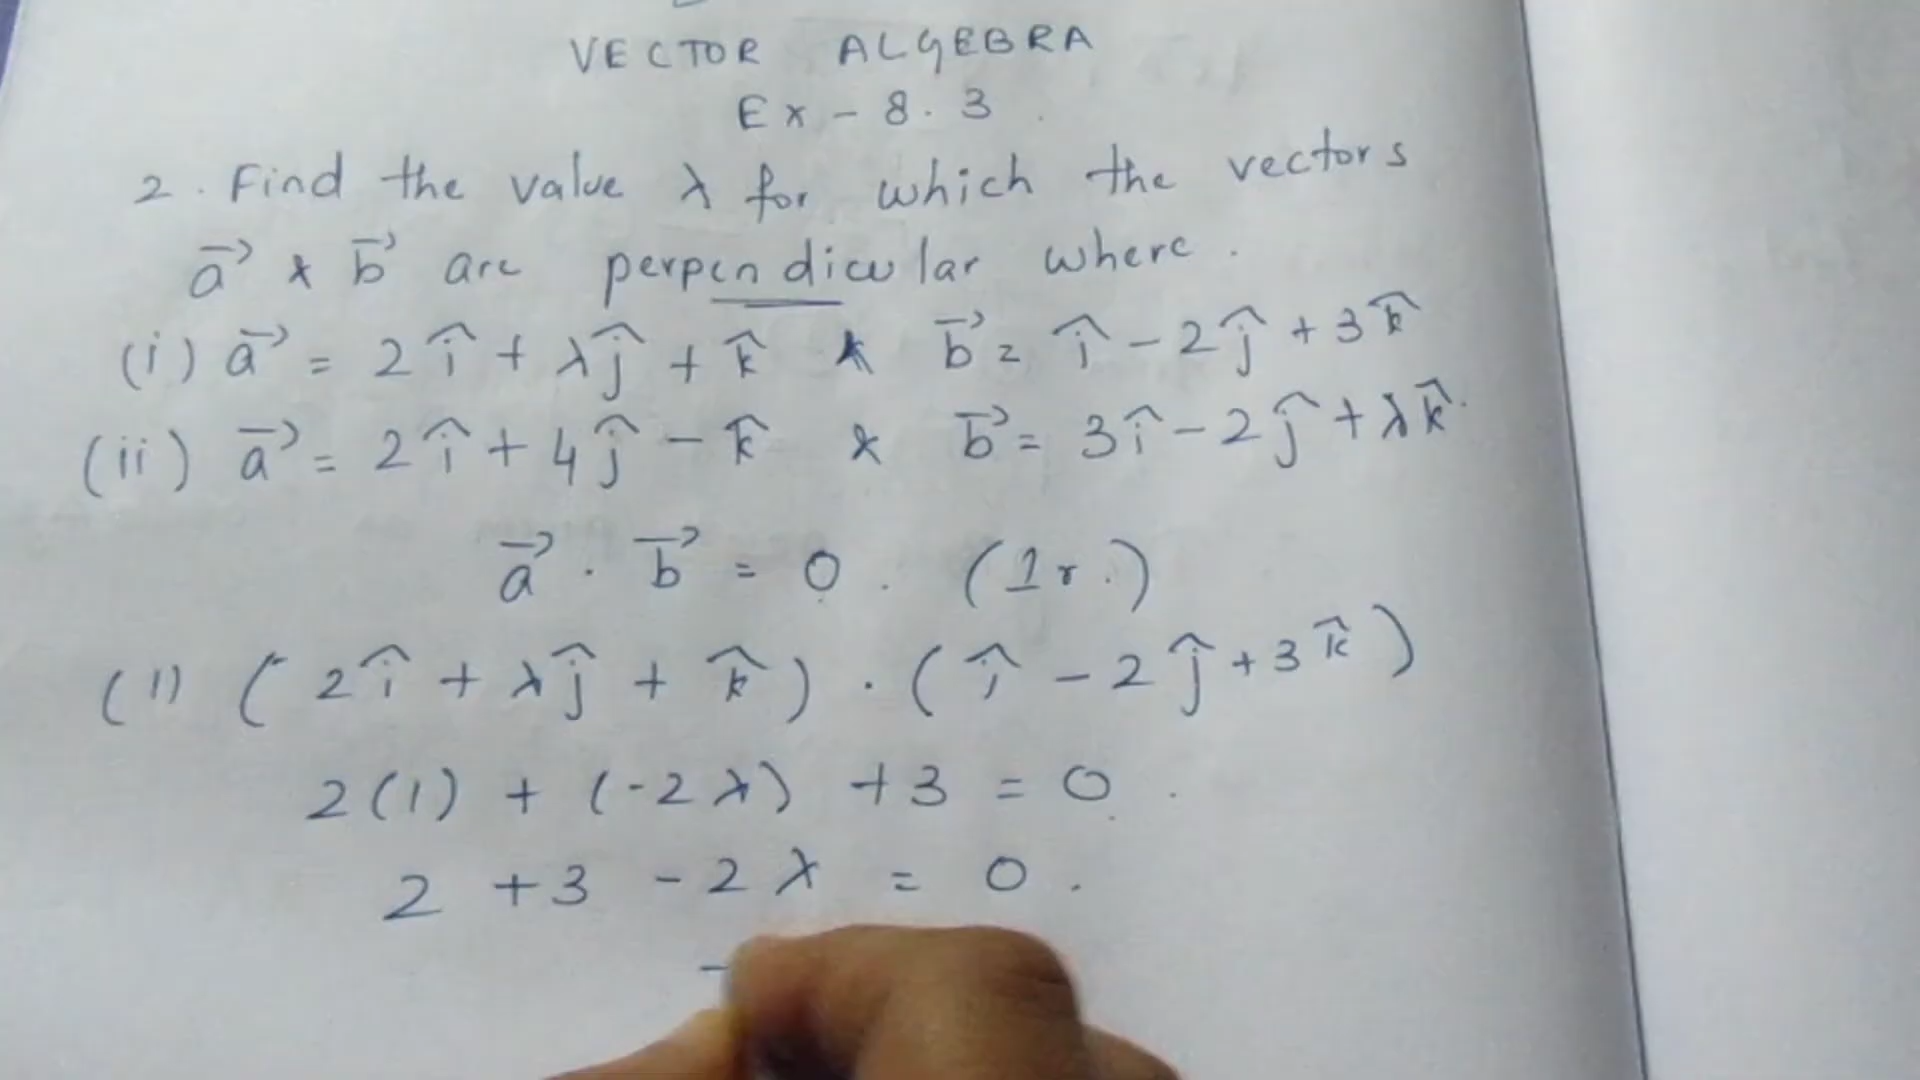 VECTOR ALGEBRA
Ex - 8.3
2. Find the value λ for which the vectors
a⃗ & b⃗ are perpendicular where.
(i) a⃗ = 2î + λĵ + k̂ & b⃗ = î - 2ĵ + 3k̂
(ii) a⃗ = 2î + 4ĵ - k̂ & b⃗ = 3î - 2ĵ + λk̂.
a⃗ . b⃗ = 0. (1r.)
(i) (2î + λĵ + k̂) . (î - 2ĵ + 3k̂)
2(1) + (-2λ) + 3 = 0.
2 + 3 - 2λ = 0.
-